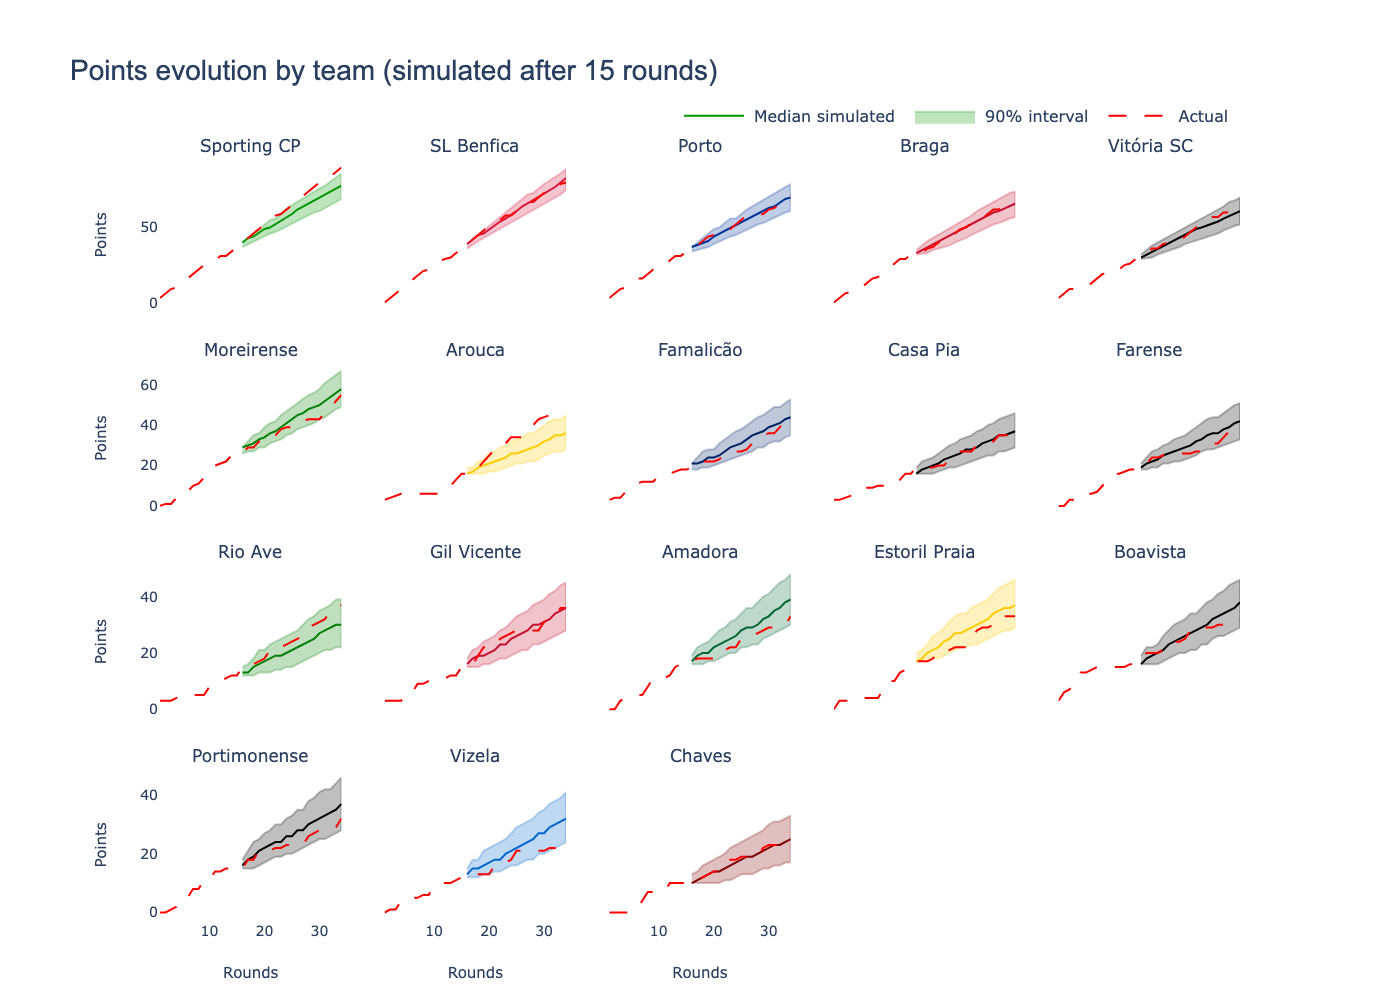 Points evolution by team (simulated after 15 rounds)
Median simulated 90% interval Actual
Sporting CP SL Benfica Porto Braga Vitória SC
Points
50
0
Moreirense Arouca Famalicão Casa Pia Farense
Points
60
40
20
0
Rio Ave Gil Vicente Amadora Estoril Praia Boavista
Points
40
20
0
Portimonense Vizela Chaves
Points
40
20
0
10 20 30 10 20 30 10 20 30
Rounds Rounds Rounds